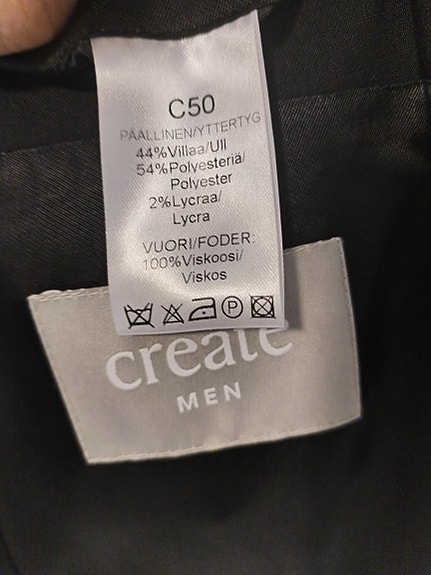 C50
PÄÄLLINEN/YTTERTYG
44%Villaa/Ull
54%Polyesteriä/
Polyester
2%Lycraa/
Lycra
VUORI/FODER:
100%Viskoosi/
Viskos
P
create
MEN